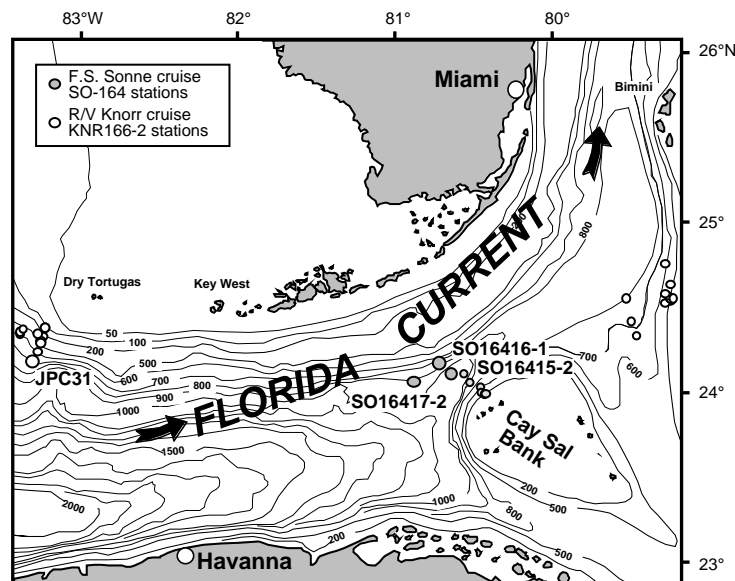 83°W
82°
81°
80°
26°N
25°
24°
23°
F.S. Sonne cruise
SO-164 stations
R/V Knorr cruise
KNR166-2 stations
Miami
Bimini
800
200
CURRENT
Dry Tortugas
Key West
50
100
200
500
600
700
800
900
1000
JPC31
FLORIDA
SO16416-1
SO16415-2
SO16417-2
700
600
1500
Cay Sal
Bank
2000
200
500
1000
800
200
500
Havanna